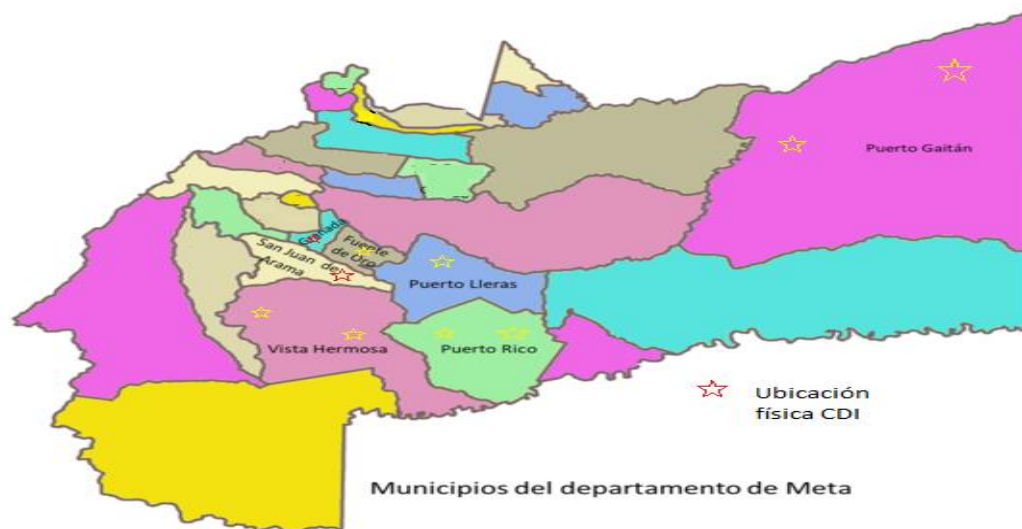 Puerto Gaitán
Granada
Fuente
de Oro
San Juan de
Arama
Puerto Lleras
Vista Hermosa
Puerto Rico
Ubicación
física CDI
Municipios del departamento de Meta